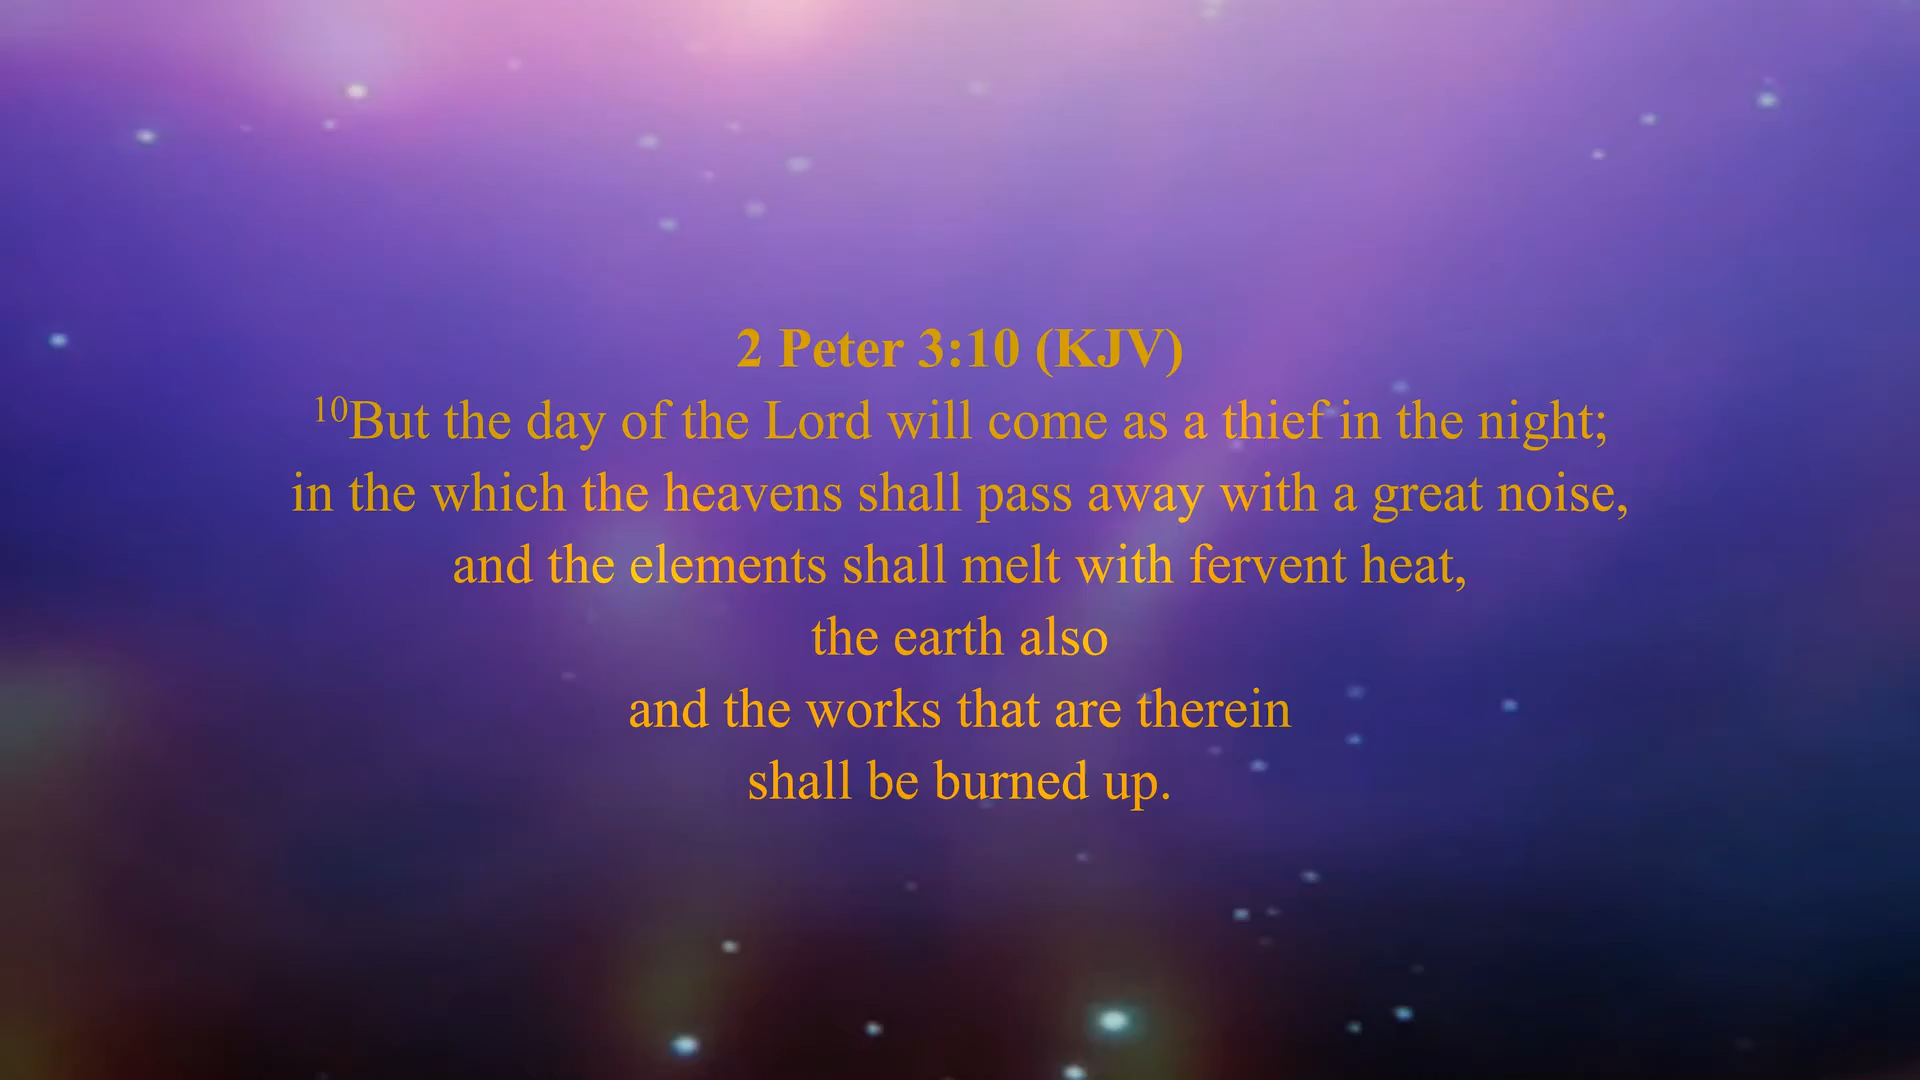 2 Peter 3:10 (KJV)
10But the day of the Lord will come as a thief in the night;
in the which the heavens shall pass away with a great noise,
and the elements shall melt with fervent heat,
the earth also
and the works that are therein
shall be burned up.